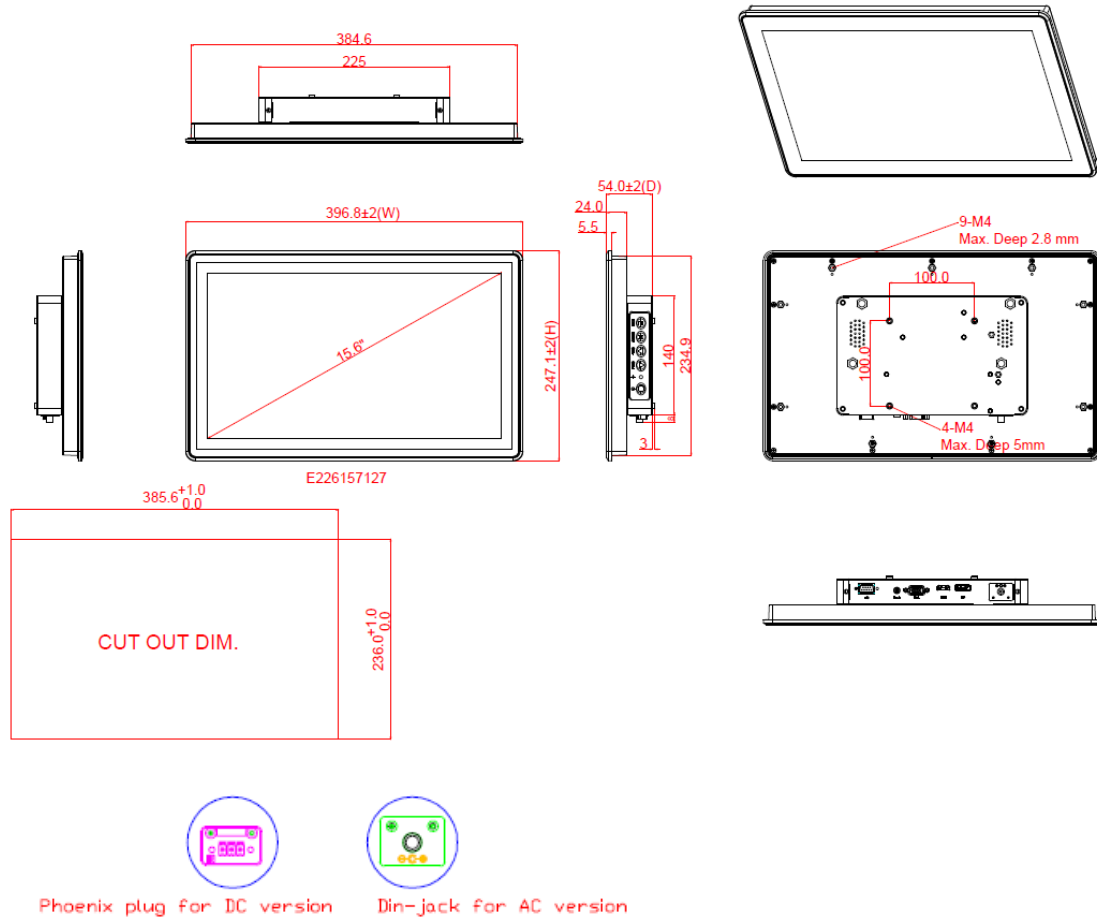 384.6
225
54.0±2(D)
396.8±2(W)
24.0
5.5
9-M4
Max. Deep 2.8 mm
100.0
15.6"
247.1±2(H)
140
234.9
100.0
8
3
4-M4
Max. Deep 5mm
E226157127
385.6+1.0
0.0
236.0+1.0
0.0
CUT OUT DIM.
Phoenix plug for DC version
Din-jack for AC version